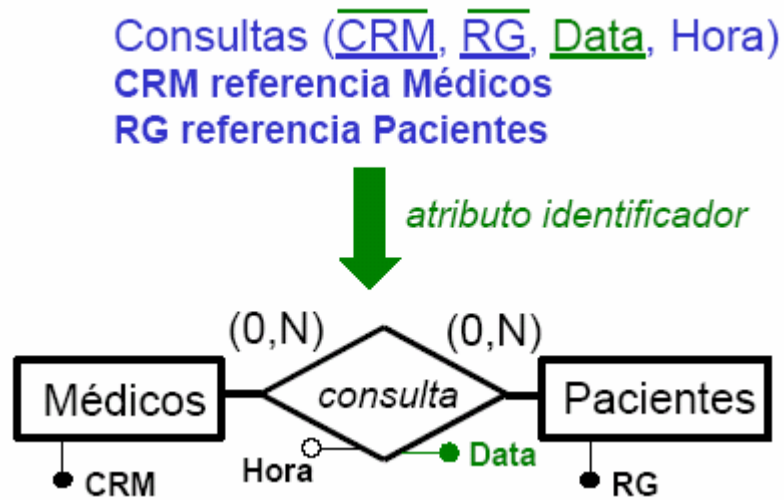 Consultas (CRM, RG, Data, Hora)
CRM referencia Médicos
RG referencia Pacientes
atributo identificador
(0,N) (0,N)
Médicos consulta Pacientes
Hora Data
CRM RG